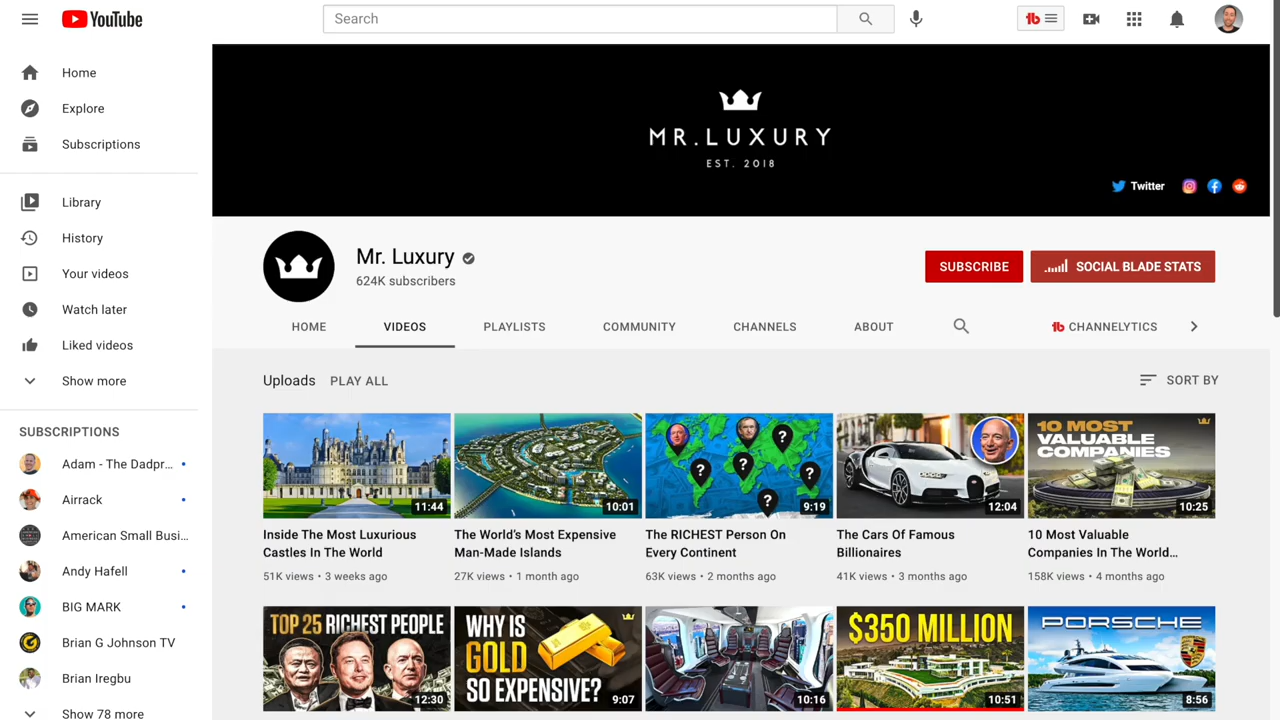 YouTube
Search
Home
Explore
Subscriptions
Library
History
Your videos
Watch later
Liked videos
Show more
SUBSCRIPTIONS
Adam - The Dadpr...
Airrack
American Small Busi...
Andy Hafell
BIG MARK
Brian G Johnson TV
Brian Iregbu
Show 78 more
MR.LUXURY
EST. 2018
Twitter
Mr. Luxury
624K subscribers
SUBSCRIBE
SOCIAL BLADE STATS
HOME
VIDEOS
PLAYLISTS
COMMUNITY
CHANNELS
ABOUT
tb CHANNELYTICS
Uploads PLAY ALL
SORT BY
11:44
Inside The Most Luxurious
Castles In The World
51K views • 3 weeks ago
10:01
The World's Most Expensive
Man-Made Islands
27K views • 1 month ago
9:19
The RICHEST Person On
Every Continent
63K views • 2 months ago
12:04
The Cars Of Famous
Billionaires
41K views • 3 months ago
10 MOST
VALUABLE
COMPANIES
10:25
10 Most Valuable
Companies In The World...
158K views • 4 months ago
TOP 25 RICHEST PEOPLE
12:30
WHY IS
GOLD
SO EXPENSIVE?
9:07
10:16
$350 MILLION
10:51
PORSCHE
8:56